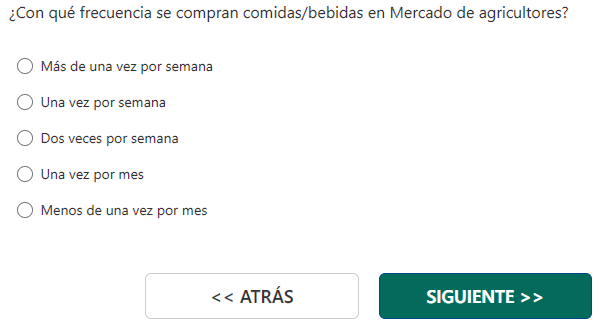 ¿Con qué frecuencia se compran comidas/bebidas en Mercado de agricultores?
Más de una vez por semana
Una vez por semana
Dos veces por semana
Una vez por mes
Menos de una vez por mes
<< ATRÁS
SIGUIENTE >>